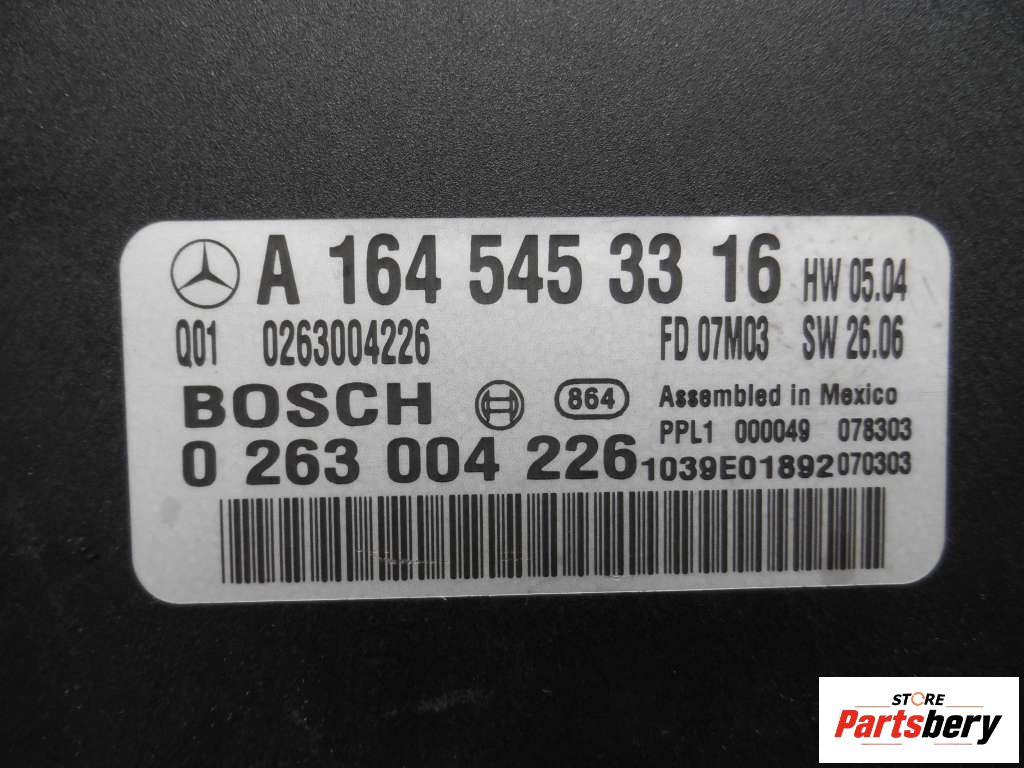 A 164 545 33 16 HW 05.04
Q01 0263004226 FD 07M03 SW 26.06
BOSCH 864 Assembled in Mexico
PPL1 000049 078303
0 263 004 226 1039E01892 070303
STORE
Partsbery